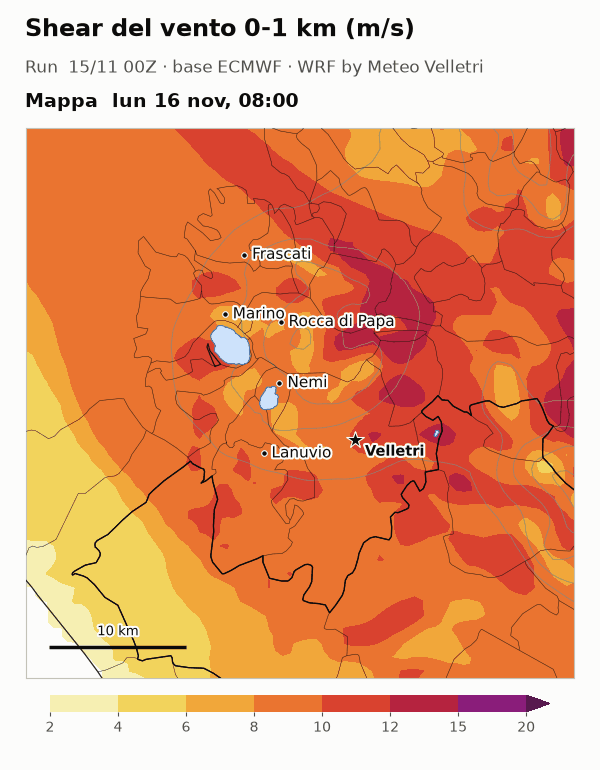 Shear del vento 0-1 km (m/s)
Run  15/11 00Z · base ECMWF · WRF by Meteo Velletri
Mappa  lun 16 nov, 08:00
Frascati
Marino
Rocca di Papa
Nemi
Velletri
Lanuvio
10 km
2 4 6 8 10 12 15 20